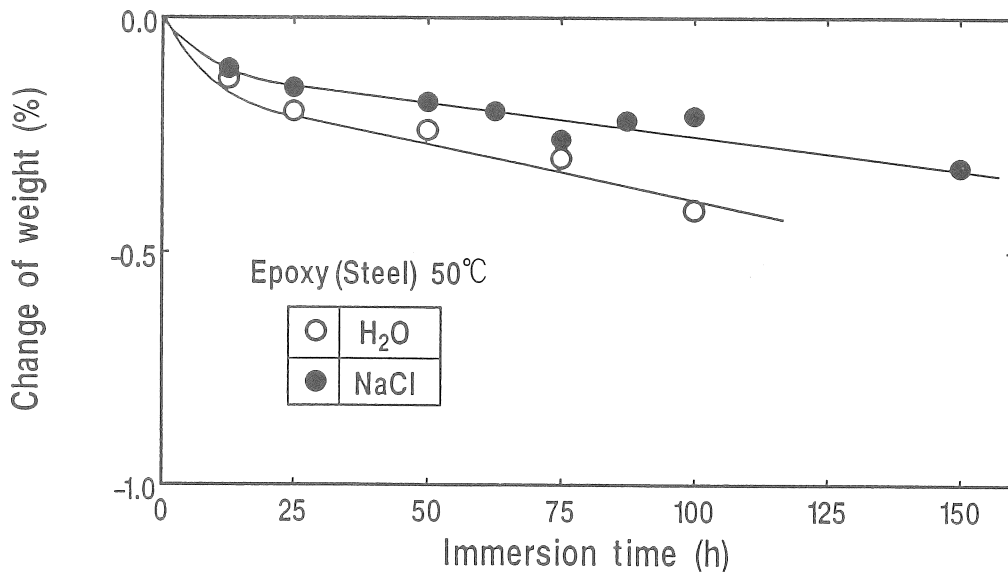 0.0
-0.5
-1.0
Change of weight (%)
Epoxy (Steel) 50℃
H₂O
NaCl
0 25 50 75 100 125 150
Immersion time (h)